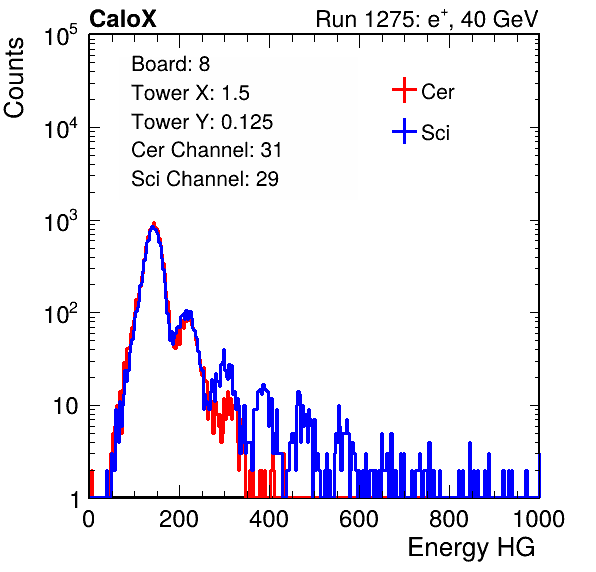 CaloX Run 1275: e⁺, 40 GeV
Counts
Board: 8
Tower X: 1.5
Tower Y: 0.125
Cer Channel: 31
Sci Channel: 29
Cer
Sci
10⁵
10⁴
10³
10²
10
1
0 200 400 600 800 1000
Energy HG